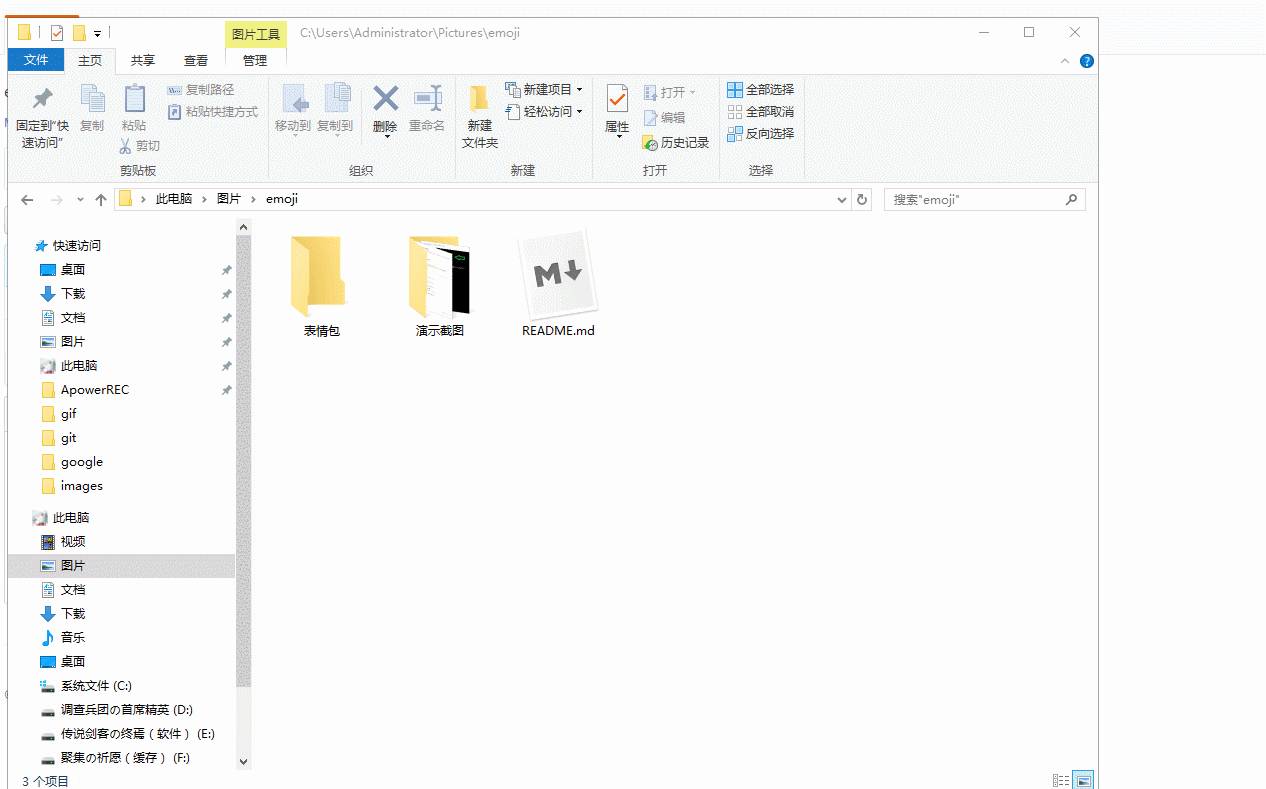 图片工具 C:\Users\Administrator\Pictures\emoji
文件 主页 共享 查看 管理
固定到"快速访问"
复制
粘贴
复制路径
粘贴快捷方式
剪切
剪贴板
移动到
复制到
删除
重命名
组织
新建
文件夹
新建项目
轻松访问
新建
属性
打开
编辑
历史记录
打开
全部选择
全部取消
反向选择
选择
此电脑 › 图片 › emoji
搜索"emoji"
快速访问
桌面
下载
文档
图片
此电脑
ApowerREC
gif
git
google
images
此电脑
视频
图片
文档
下载
音乐
桌面
系统文件 (C:)
调查兵团の首席精英 (D:)
传说剑客の终焉（软件） (E:)
聚集の祈愿（缓存） (F:)
表情包
演示截图
M
README.md
3 个项目